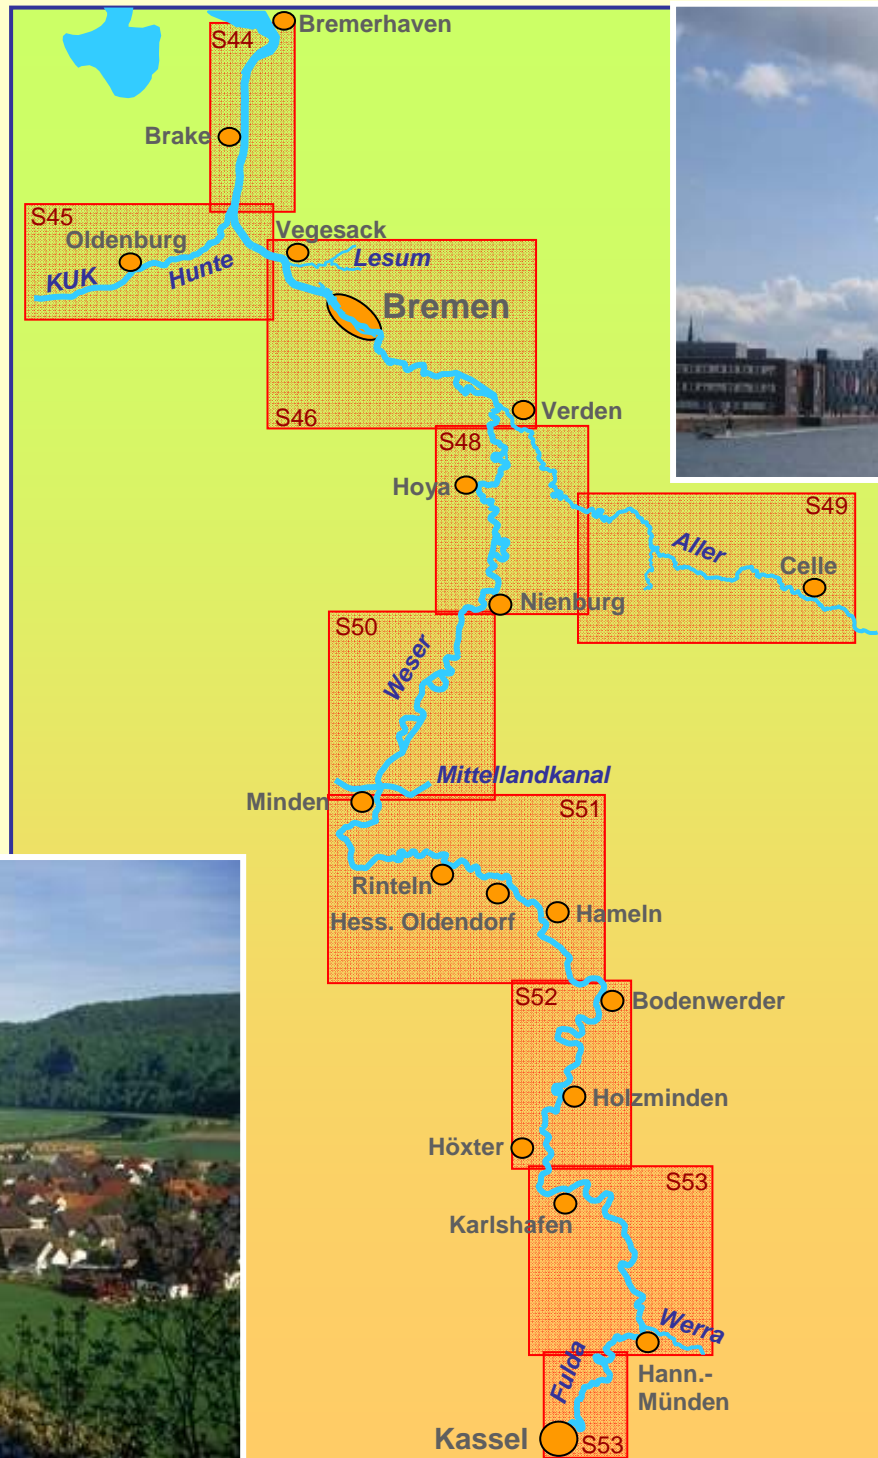 Bremerhaven
S44
Brake
S45
Oldenburg
KUK
Hunte
Vegesack
Lesum
Bremen
S46
Verden
S48
Hoya
S49
Aller
Celle
Nienburg
S50
Weser
Mittellandkanal
Minden
S51
Rinteln
Hess. Oldendorf
Hameln
S52
Bodenwerder
Holzminden
Höxter
S53
Karlshafen
Werra
Fulda
Hann.-
Münden
Kassel
S53